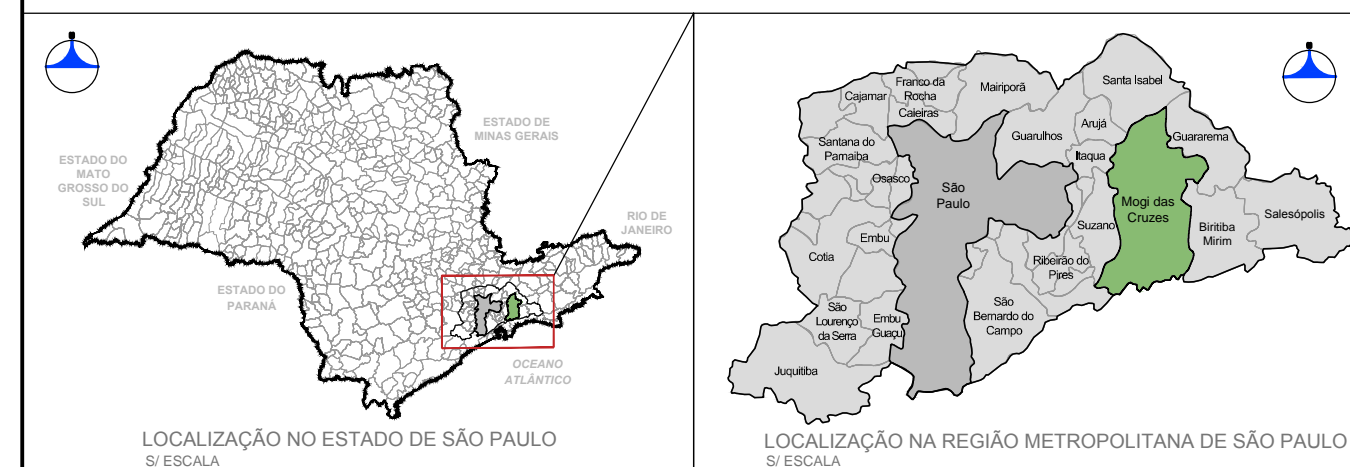 ESTADO DE
MINAS GERAIS
ESTADO DO
MATO
GROSSO DO
SUL
RIO DE
JANEIRO
ESTADO DO
PARANÁ
OCEANO
ATLÂNTICO
LOCALIZAÇÃO NO ESTADO DE SÃO PAULO
S/ ESCALA
Santa Isabel
Mairiporã
Franco da
Rocha
Cajamar
Caieiras
Arujá
Guarulhos
Guararema
Santana do
Parnaiba
Itaqua
Osasco
São
Paulo
Mogi das
Cruzes
Salesópolis
Suzano
Biritiba
Mirim
Embu
Cotia
Ribeirão do
Pires
São
Bernardo do
Campo
São
Lourenço
da Serra
Embu
Guaçu
Juquitiba
LOCALIZAÇÃO NA REGIÃO METROPOLITANA DE SÃO PAULO
S/ ESCALA